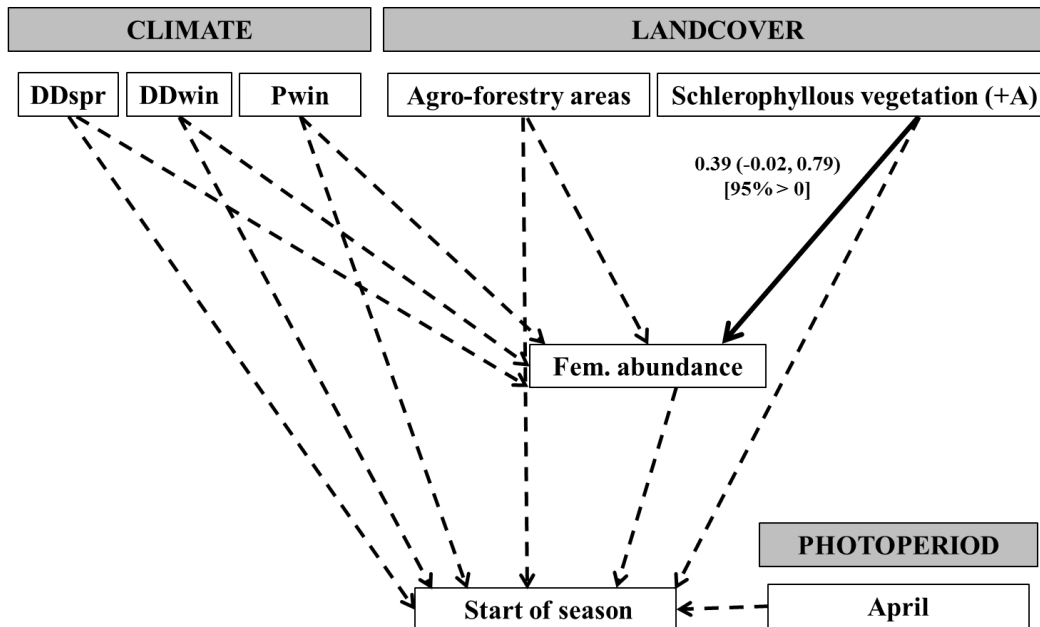 CLIMATE
LANDCOVER
DDspr
DDwin
Pwin
Agro-forestry areas
Schlerophyllous vegetation (+A)
0.39 (-0.02, 0.79)
[95% > 0]
Fem. abundance
PHOTOPERIOD
Start of season
April